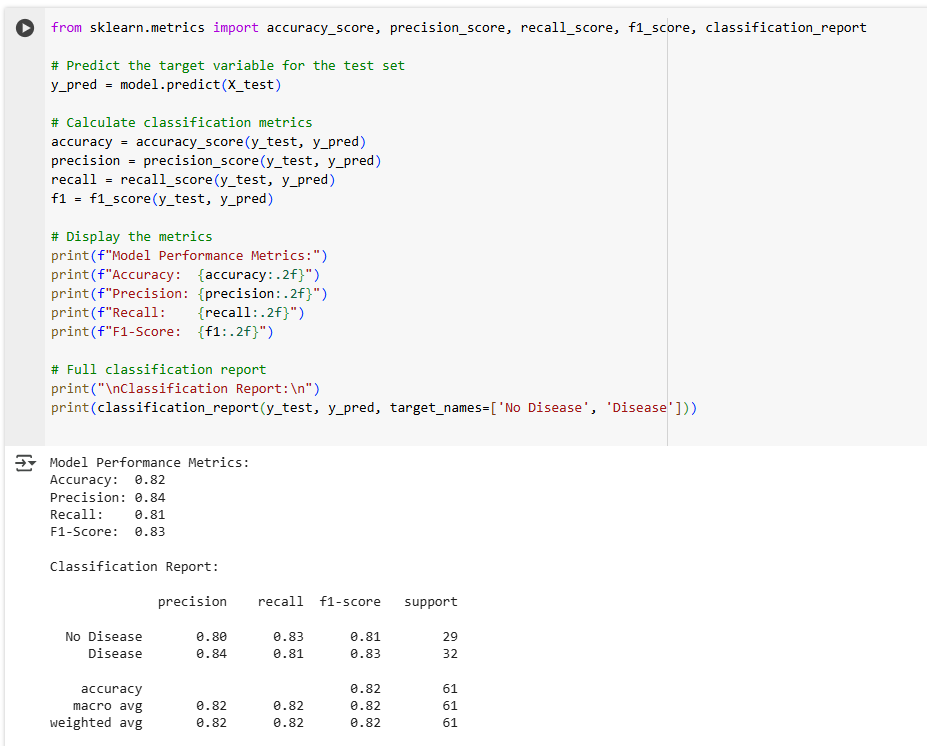 from sklearn.metrics import accuracy_score, precision_score, recall_score, f1_score, classification_report

# Predict the target variable for the test set
y_pred = model.predict(X_test)

# Calculate classification metrics
accuracy = accuracy_score(y_test, y_pred)
precision = precision_score(y_test, y_pred)
recall = recall_score(y_test, y_pred)
f1 = f1_score(y_test, y_pred)

# Display the metrics
print(f"Model Performance Metrics:")
print(f"Accuracy:  {accuracy:.2f}")
print(f"Precision: {precision:.2f}")
print(f"Recall:    {recall:.2f}")
print(f"F1-Score:  {f1:.2f}")

# Full classification report
print("\nClassification Report:\n")
print(classification_report(y_test, y_pred, target_names=['No Disease', 'Disease']))

Model Performance Metrics:
Accuracy:  0.82
Precision: 0.84
Recall:    0.81
F1-Score:  0.83

Classification Report:

              precision    recall  f1-score   support

  No Disease       0.80      0.83      0.81        29
     Disease       0.84      0.81      0.83        32

    accuracy                           0.82        61
   macro avg       0.82      0.82      0.82        61
weighted avg       0.82      0.82      0.82        61